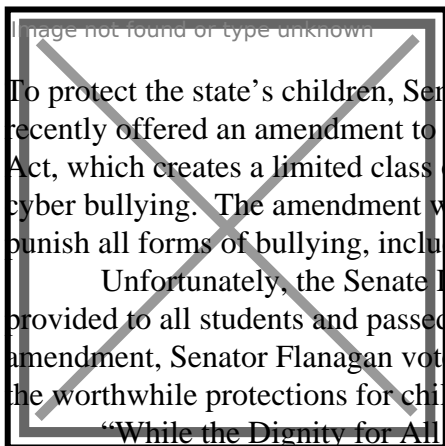 Image not found or type unknown
To protect the state’s children, Sen
recently offered an amendment to
Act, which creates a limited class
cyber bullying.  The amendment w
punish all forms of bullying, inclu
Unfortunately, the Senate
provided to all students and passed
amendment, Senator Flanagan vot
the worthwhile protections for chil
“While the Dignity for All